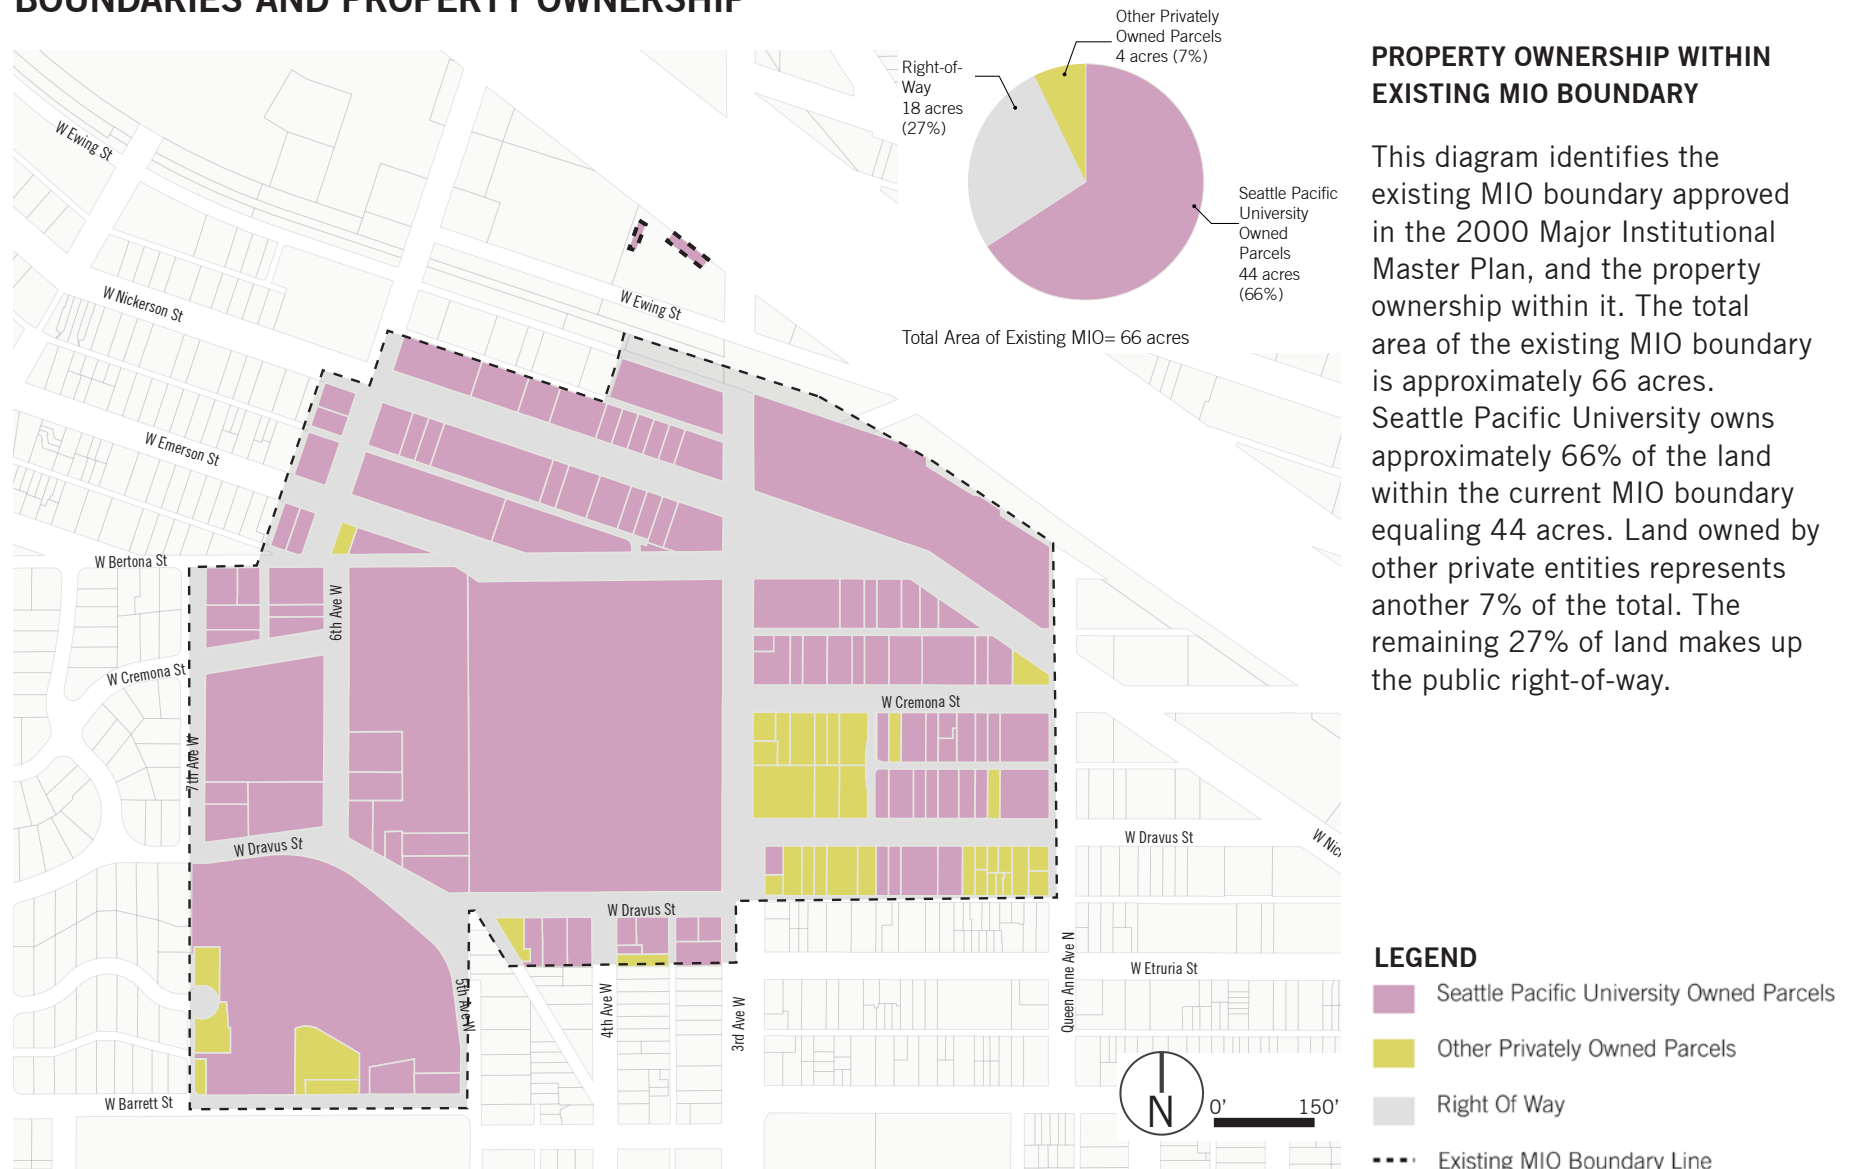 BOUNDARIES AND PROPERTY OWNERSHIP
Other Privately
Owned Parcels
4 acres (7%)
Right-of-
Way
18 acres
(27%)
Seattle Pacific
University
Owned
Parcels
44 acres
(66%)
Total Area of Existing MIO= 66 acres
PROPERTY OWNERSHIP WITHIN
EXISTING MIO BOUNDARY
This diagram identifies the
existing MIO boundary approved
in the 2000 Major Institutional
Master Plan, and the property
ownership within it. The total
area of the existing MIO boundary
is approximately 66 acres.
Seattle Pacific University owns
approximately 66% of the land
within the current MIO boundary
equaling 44 acres. Land owned by
other private entities represents
another 7% of the total. The
remaining 27% of land makes up
the public right-of-way.
W Ewing St
W Nickerson St
W Ewing St
W Emerson St
W Bertona St
6th Ave W
W Cremona St
W Cremona St
7th Ave W
W Dravus St
W Dravus St
W Nic
W Dravus St
Queen Anne Ave N
W Etruria St
5th Ave W
4th Ave W
3rd Ave W
W Barrett St
N
0' 150'
LEGEND
Seattle Pacific University Owned Parcels
Other Privately Owned Parcels
Right Of Way
Existing MIO Boundary Line